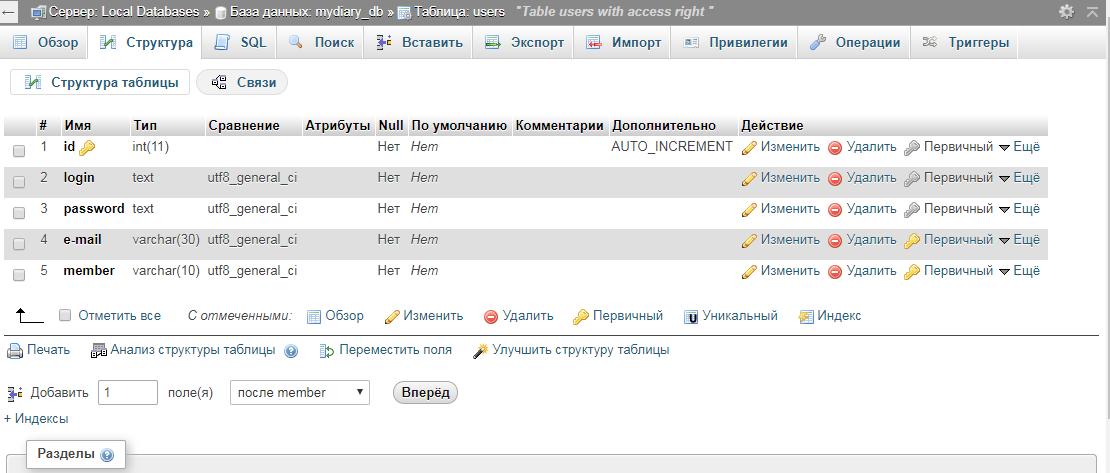 Сервер: Local Databases » База данных: mydiary_db » Таблица: users "Table users with access right "
Обзор Структура SQL Поиск Вставить Экспорт Импорт Привилегии Операции Триггеры
Структура таблицы Связи
# Имя Тип Сравнение Атрибуты Null По умолчанию Комментарии Дополнительно Действие
1 id int(11) Нет Нет AUTO_INCREMENT Изменить Удалить Первичный Ещё
2 login text utf8_general_ci Нет Нет Изменить Удалить Первичный Ещё
3 password text utf8_general_ci Нет Нет Изменить Удалить Первичный Ещё
4 e-mail varchar(30) utf8_general_ci Нет Нет Изменить Удалить Первичный Ещё
5 member varchar(10) utf8_general_ci Нет Нет Изменить Удалить Первичный Ещё
Отметить все С отмеченными: Обзор Изменить Удалить Первичный Уникальный Индекс
Печать Анализ структуры таблицы Переместить поля Улучшить структуру таблицы
Добавить 1 поле(я) после member Вперёд
+ Индексы
Разделы